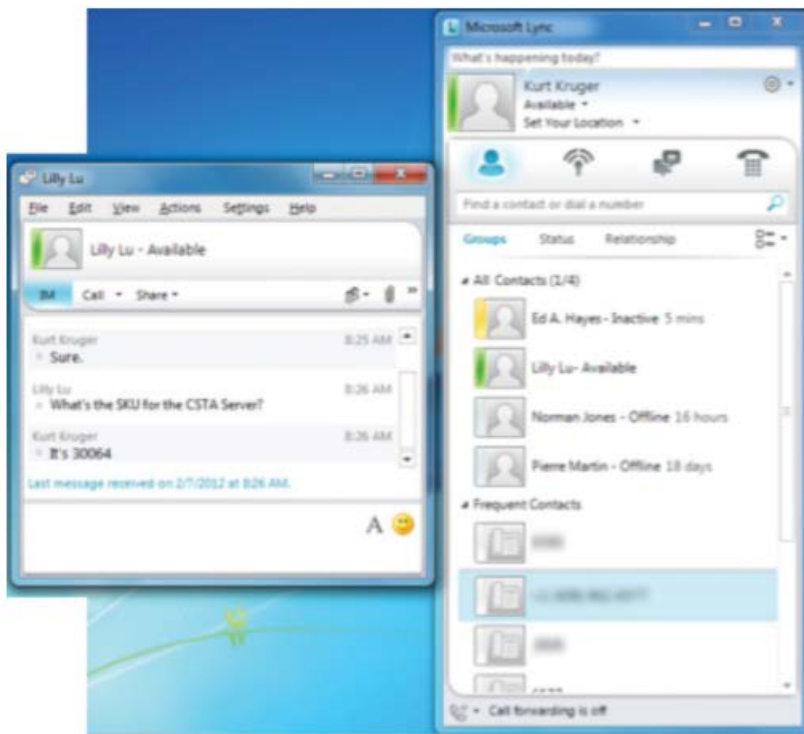 Lilly Lu
File Edit View Actions Settings Help
Lilly Lu - Available
IM Call Share
Kurt Kruger 8:25 AM
Sure.
Lilly Lu 8:26 AM
What's the SKU for the CSTA Server?
Kurt Kruger 8:26 AM
It's 30064
Last message received on 2/7/2012 at 8:26 AM.
A
Microsoft Lync
What's happening today?
Kurt Kruger
Available
Set Your Location
Find a contact or dial a number
Groups Status Relationship
All Contacts (1/4)
Ed A. Hayes - Inactive 5 mins
Lilly Lu- Available
Norman Jones - Offline 16 hours
Pierre Martin - Offline 18 days
Frequent Contacts
Call forwarding is off